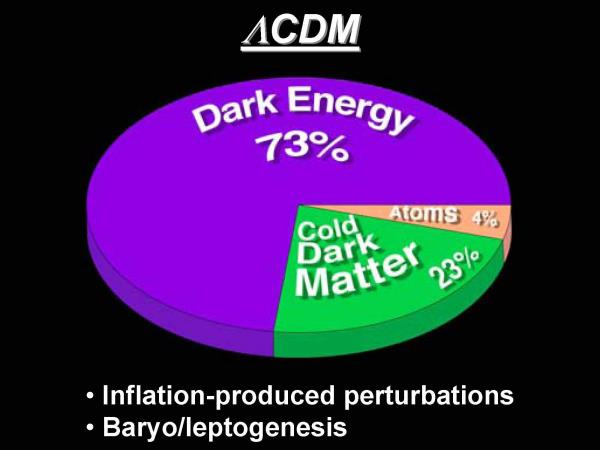 ΛCDM
Dark Energy
73%
Atoms 4%
Cold
Dark
Matter
23%
• Inflation-produced perturbations
• Baryo/leptogenesis